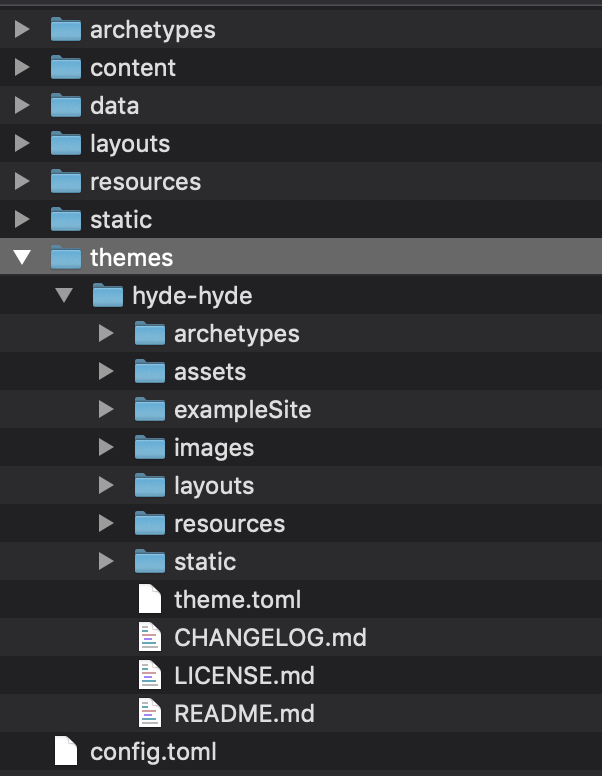 archetypes
content
data
layouts
resources
static
themes
hyde-hyde
archetypes
assets
exampleSite
images
layouts
resources
static
theme.toml
CHANGELOG.md
LICENSE.md
README.md
config.toml